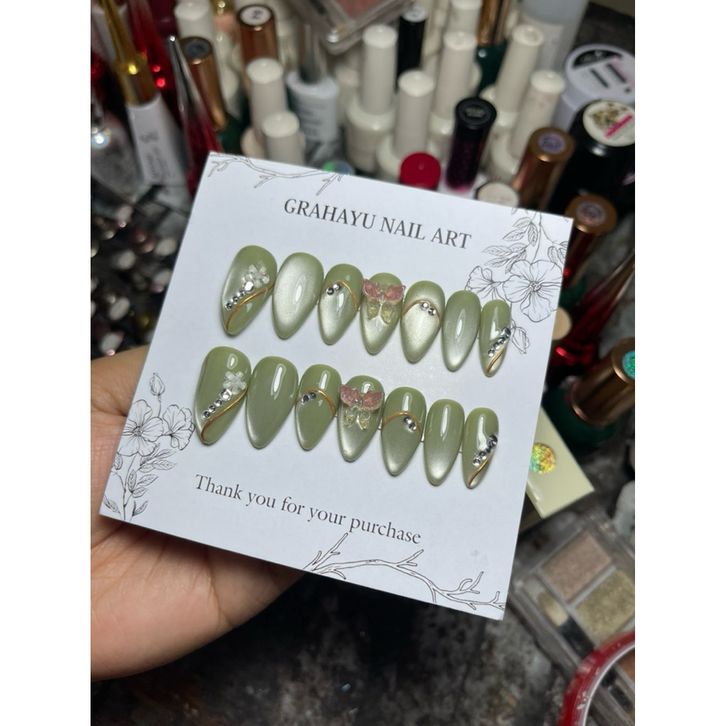 GRAHAYU NAIL ART
Thank you for your purchase